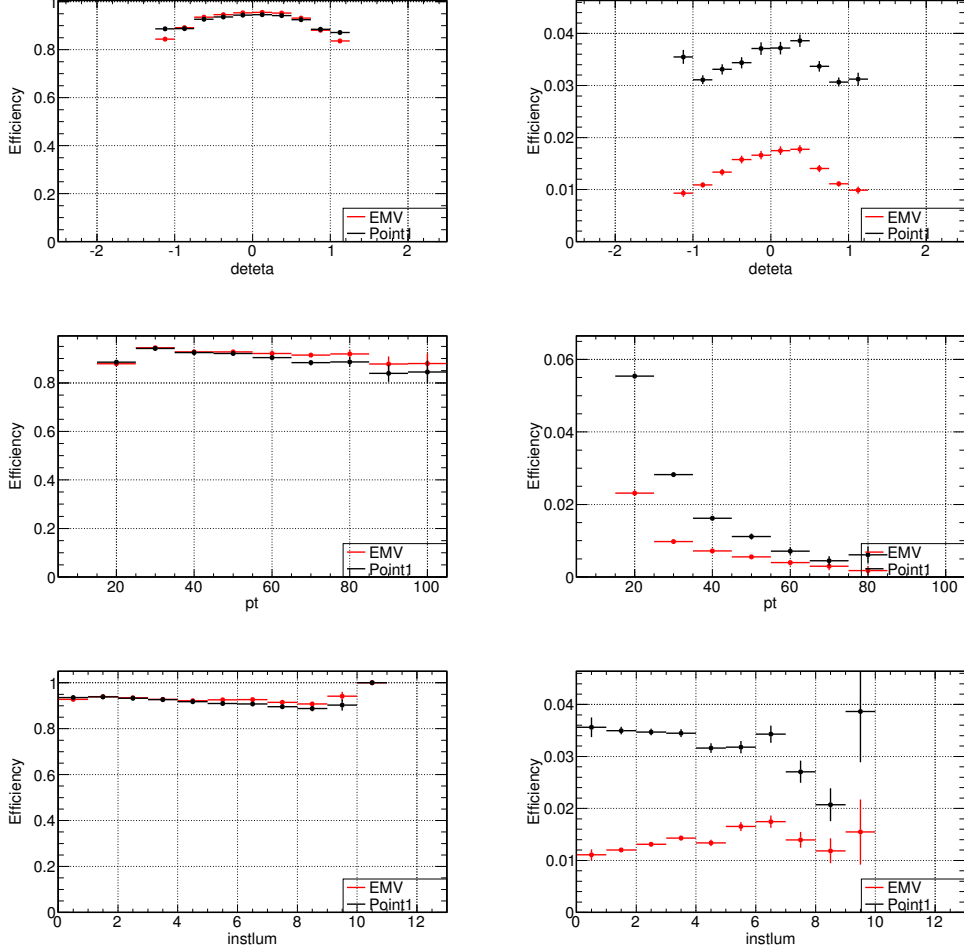 1
0.8
0.6
0.4
0.2
0
Efficiency
-2 -1 0 1 2
deteta
EMV
Point1
0.04
0.03
0.02
0.01
0
Efficiency
-2 -1 0 1 2
deteta
EMV
Point1
0.8
0.6
0.4
0.2
0
Efficiency
20 40 60 80 100
pt
EMV
Point1
0.06
0.04
0.02
0
Efficiency
20 40 60 80 100
pt
EMV
Point1
1
0.8
0.6
0.4
0.2
0
Efficiency
0 2 4 6 8 10 12
instlum
EMV
Point1
0.04
0.03
0.02
0.01
0
Efficiency
0 2 4 6 8 10 12
instlum
EMV
Point1